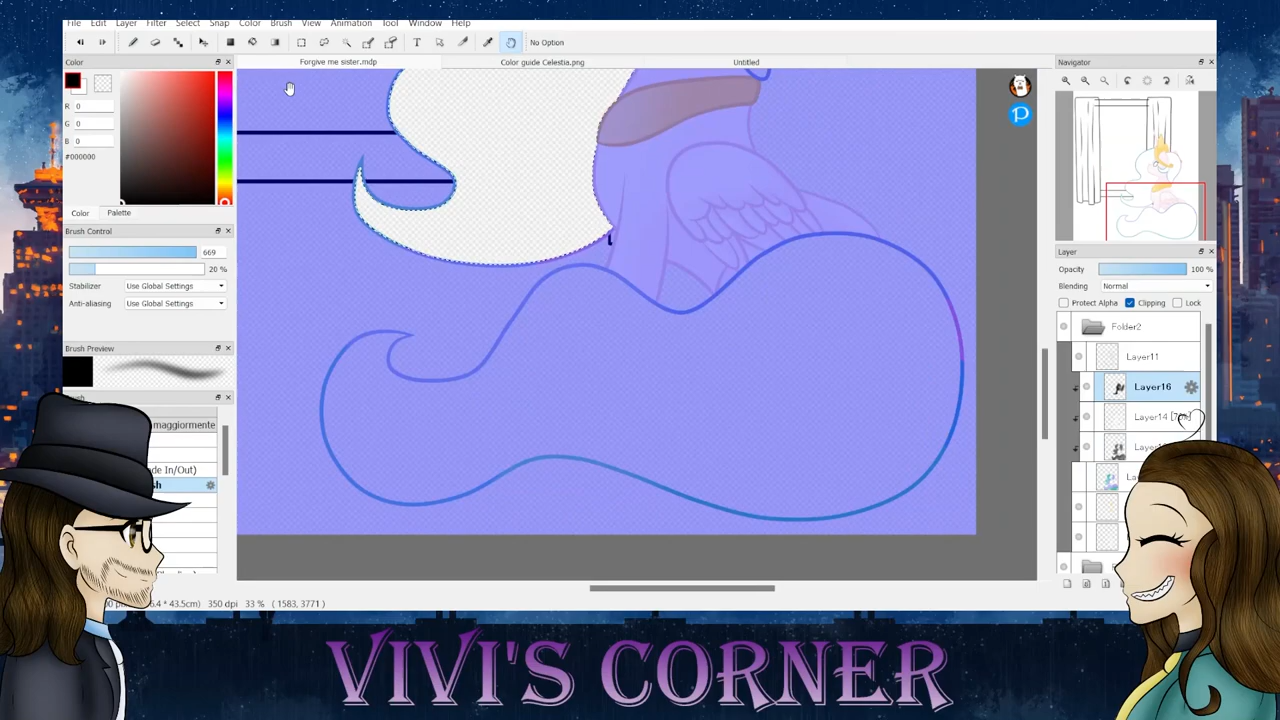 File Edit Layer Filter Select Snap Color Brush View Animation Tool Window Help
No Option
Color
Forgive me sister.mdp Color guide Celestia.png Untitled
Navigator
R 0
G 0
B 0
#000000
Color Palette
Brush Control
669
20 %
Stabilizer Use Global Settings
Anti-aliasing Use Global Settings
Brush Preview
maggiormente
de In/Out)
sh
Layer
Opacity 100 %
Blending Normal
Protect Alpha Clipping Lock
Folder2
Layer11
Layer16
Layer14
350 dpi 33 % ( 1583, 3771 )
VIVI'S CORNER